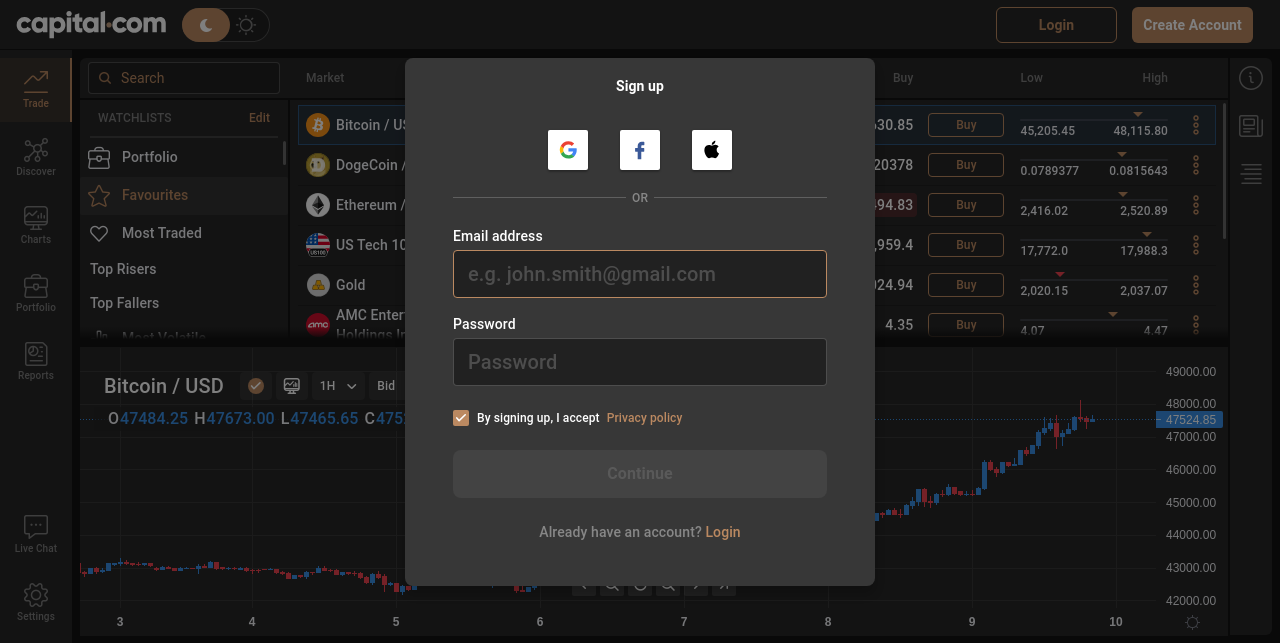 capital.com
Login
Create Account
Trade
Discover
Charts
Portfolio
Reports
Live Chat
Settings
Search
WATCHLISTS Edit
Portfolio
Favourites
Most Traded
Top Risers
Top Fallers
Most Volatile
Market Buy Low High
Bitcoin / US 30.85 Buy 45,205.45 48,115.80
DogeCoin / 20378 Buy 0.0789377 0.0815643
Ethereum / 94.83 Buy 2,416.02 2,520.89
US100 US Tech 10 ,959.4 Buy 17,772.0 17,988.3
Gold 024.94 Buy 2,020.15 2,037.07
amc AMC Enter 4.35 Buy 4.07 4.47
Holdings In
Sign up
OR
Email address
e.g. john.smith@gmail.com
Password
Password
By signing up, I accept Privacy policy
Continue
Already have an account? Login
Bitcoin / USD 1H Bid
O47484.25 H47673.00 L47465.65 C475
49000.00
48000.00
47524.85
47000.00
46000.00
45000.00
44000.00
43000.00
42000.00
3 4 5 6 7 8 9 10